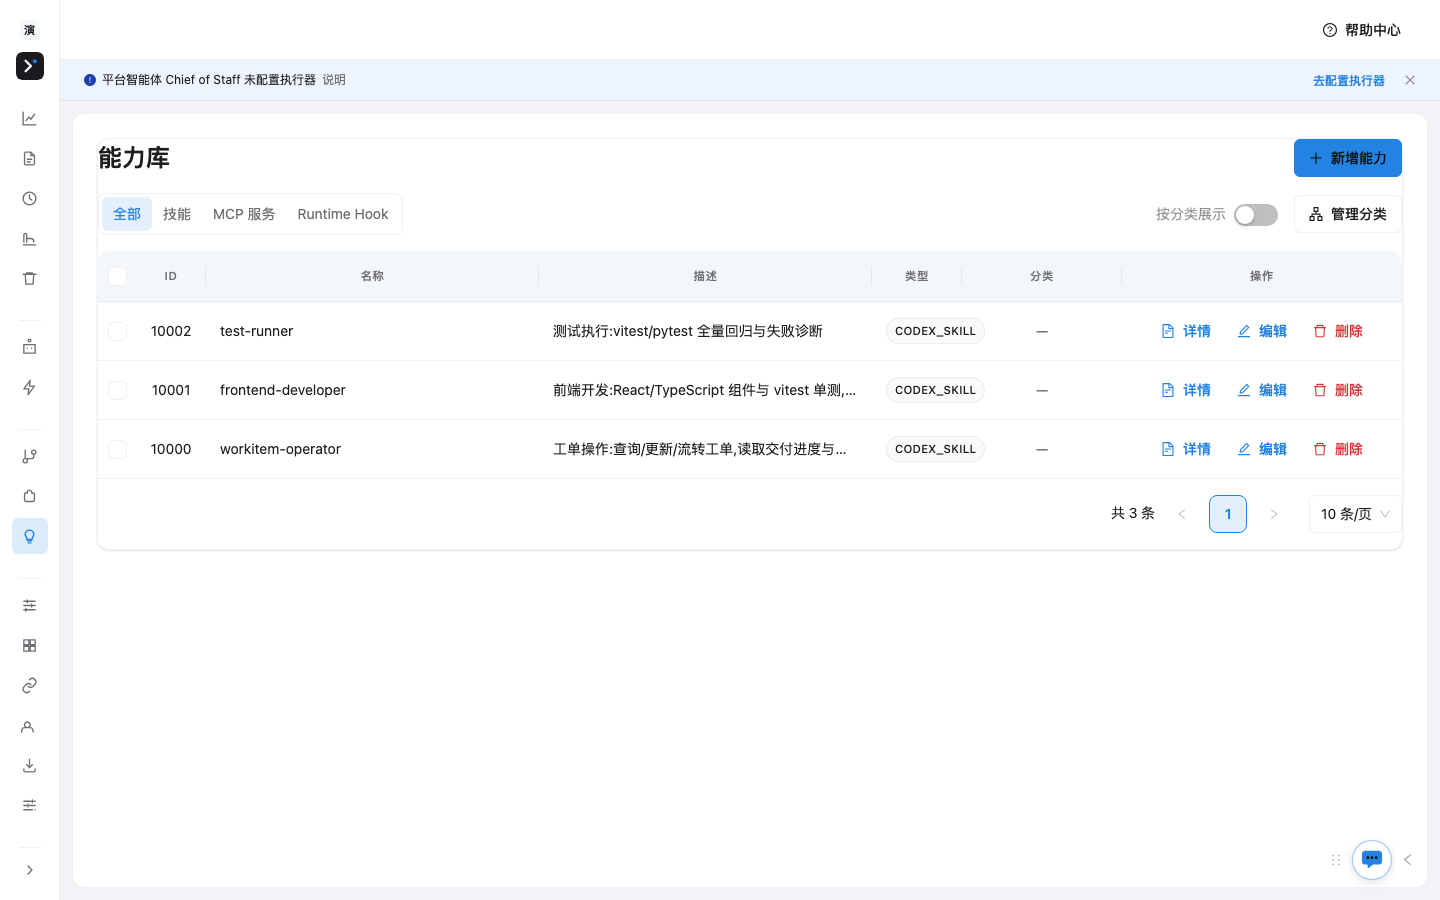 演
帮助中心
平台智能体 Chief of Staff 未配置执行器 说明
去配置执行器
能力库
新增能力
全部 技能 MCP 服务 Runtime Hook
按分类展示
管理分类
ID 名称 描述 类型 分类 操作
10002 test-runner 测试执行:vitest/pytest 全量回归与失败诊断 CODEX_SKILL — 详情 编辑 删除
10001 frontend-developer 前端开发:React/TypeScript 组件与 vitest 单测,... CODEX_SKILL — 详情 编辑 删除
10000 workitem-operator 工单操作:查询/更新/流转工单,读取交付进度与... CODEX_SKILL — 详情 编辑 删除
共 3 条 1 10 条/页